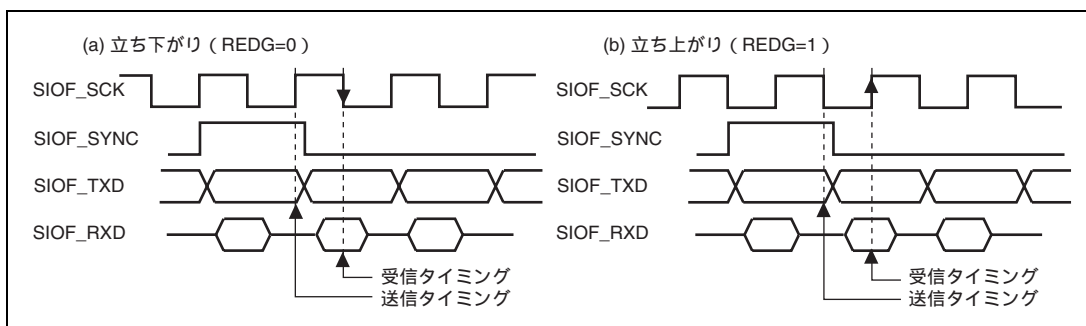 (a) 立ち下がり（REDG=0）
SIOF_SCK
SIOF_SYNC
SIOF_TXD
SIOF_RXD
受信タイミング
送信タイミング
(b) 立ち上がり（REDG=1）
SIOF_SCK
SIOF_SYNC
SIOF_TXD
SIOF_RXD
受信タイミング
送信タイミング